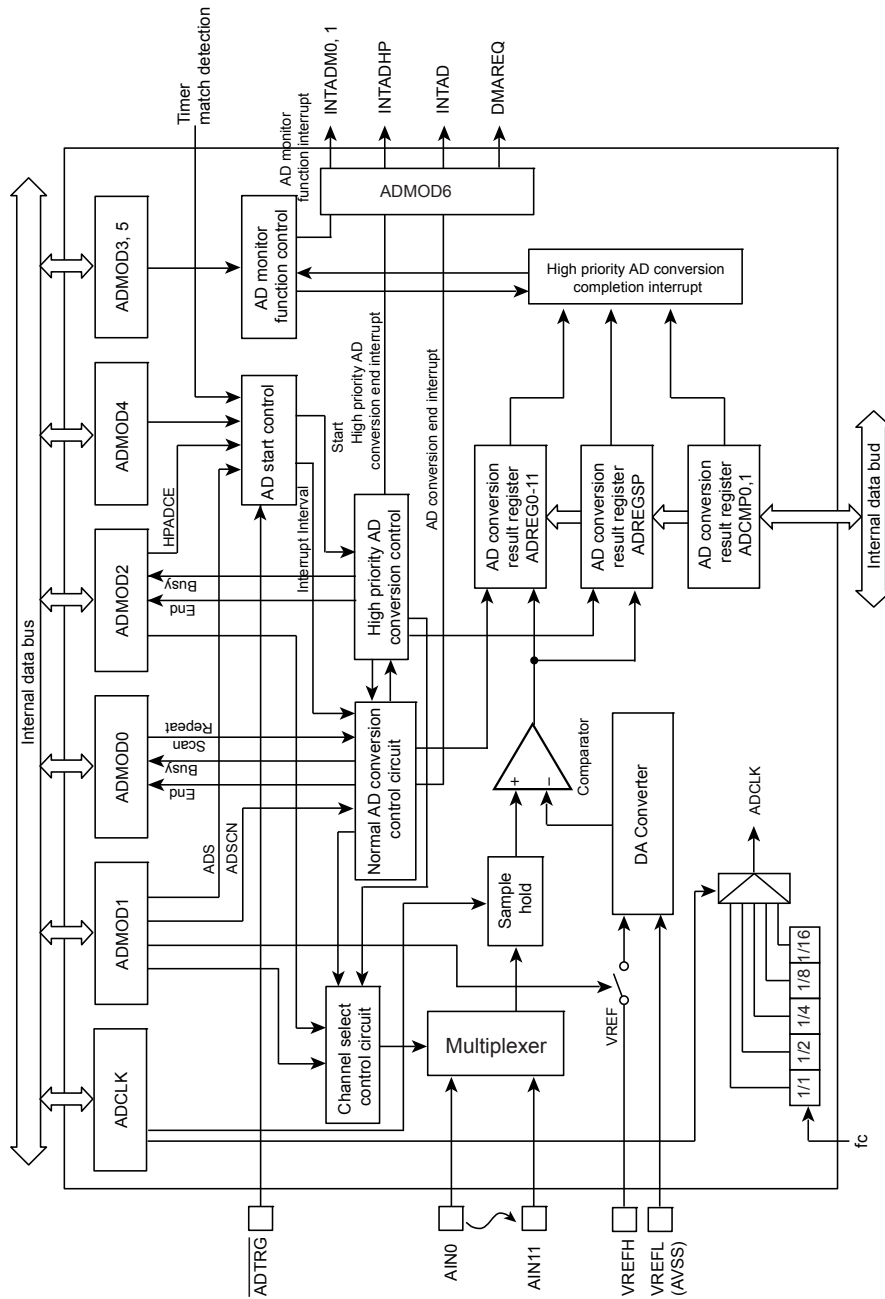 Internal data bus
ADCLK
ADMOD1
ADMOD0
ADMOD2
ADMOD4
ADMOD3, 5
Timer
match detection
ADS
ADSCN
End
Busy
Scan
Repeat
End
Busy
HPADCE
ADTRG
AD start control
AD monitor
function control
AD monitor
function interrupt
Interrupt Interval
Start
High priority AD
conversion end interrupt
AD conversion end interrupt
Channel select
control circuit
Normal AD conversion
control circuit
High priority AD
conversion control
ADMOD6
INTADM0, 1
INTADHP
INTAD
DMAREQ
AIN0
AIN11
Multiplexer
Sample
hold
+
−
Comparator
AD conversion
result register
ADREG0-11
AD conversion
result register
ADREGSP
AD conversion
result register
ADCMP0,1
High priority AD conversion
completion interrupt
VREFH
VREFL
(AVSS)
VREF
DA Converter
fc
1/1
1/2
1/4
1/8
1/16
ADCLK
Internal data bud